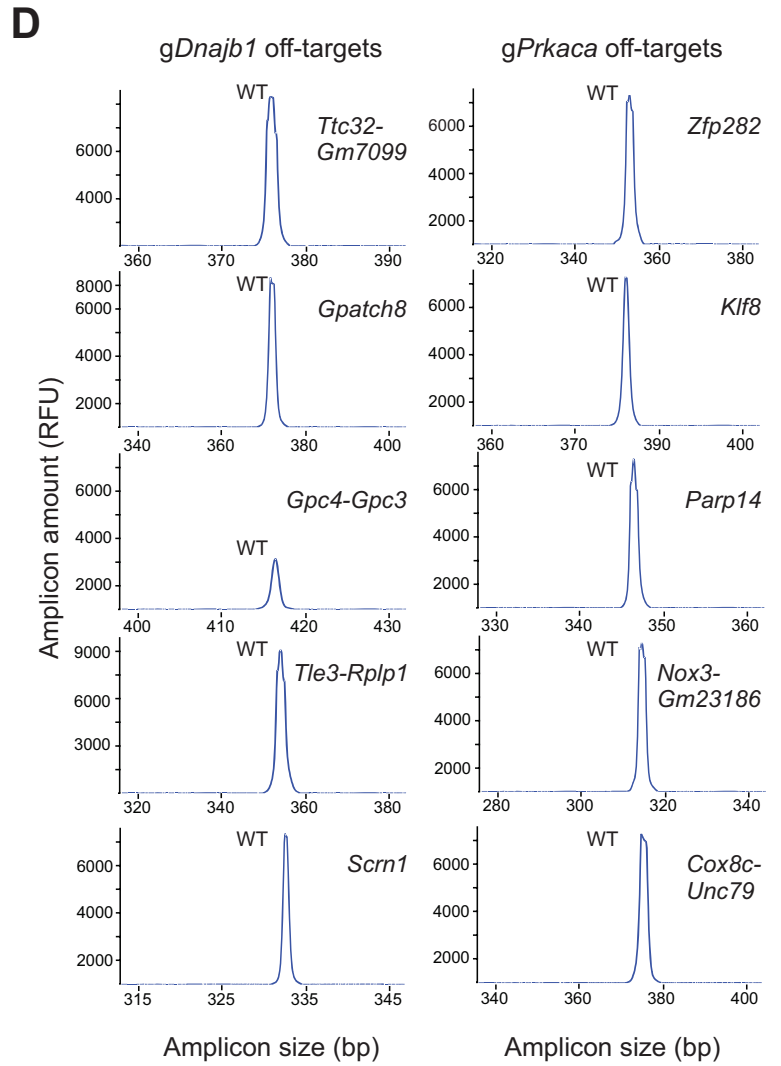 D
gDnajb1 off-targets
gPrkaca off-targets
Amplicon amount (RFU)
WT
Ttc32-
Gm7099
6000
4000
360 370 380 390
WT
Zfp282
6000
4000
2000
320 340 360 380
WT
Gpatch8
8000
6000
4000
2000
340 360 380 400
WT
Klf8
6000
4000
2000
360 370 380 390 400
WT
Gpc4-Gpc3
6000
4000
2000
400 410 420 430
WT
Parp14
6000
4000
2000
330 340 350 360
WT
Tle3-Rplp1
9000
6000
3000
320 340 360 380
WT
Nox3-
Gm23186
6000
4000
2000
280 300 320 340
WT
Scrn1
6000
4000
2000
315 325 335 345
WT
Cox8c-
Unc79
6000
4000
2000
340 360 380 400
Amplicon size (bp)
Amplicon size (bp)